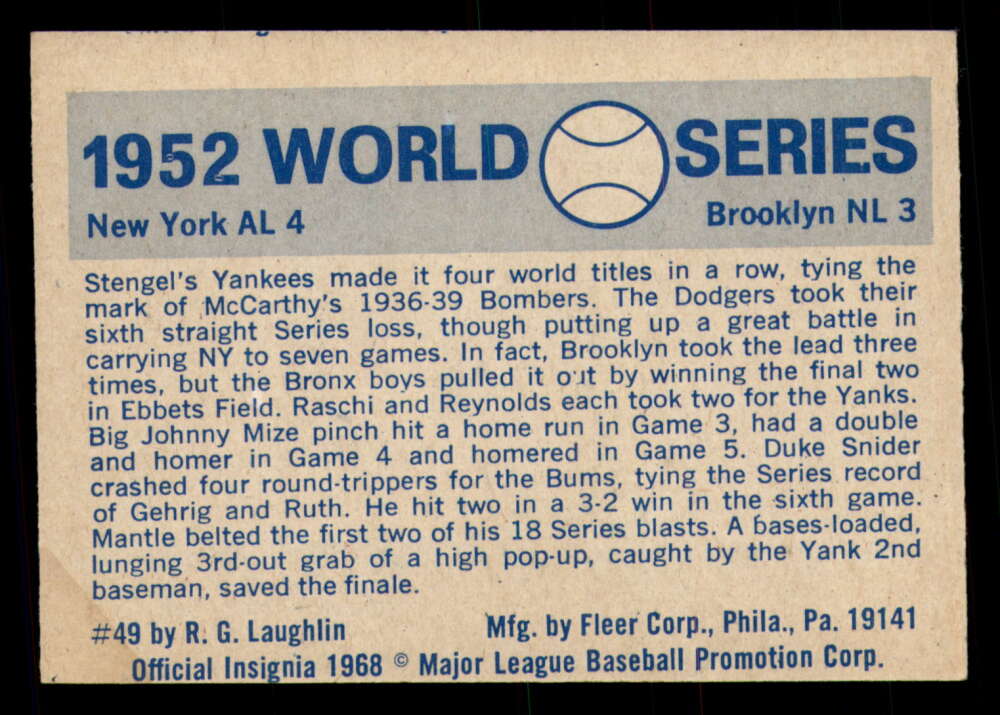 1952 WORLD SERIES
New York AL 4
Brooklyn NL 3
Stengel's Yankees made it four world titles in a row, tying the
mark of McCarthy's 1936-39 Bombers. The Dodgers took their
sixth straight Series loss, though putting up a great battle in
carrying NY to seven games. In fact, Brooklyn took the lead three
times, but the Bronx boys pulled it out by winning the final two
in Ebbets Field. Raschi and Reynolds each took two for the Yanks.
Big Johnny Mize pinch hit a home run in Game 3, had a double
and homer in Game 4 and homered in Game 5. Duke Snider
crashed four round-trippers for the Bums, tying the Series record
of Gehrig and Ruth. He hit two in a 3-2 win in the sixth game.
Mantle belted the first two of his 18 Series blasts. A bases-loaded,
lunging 3rd-out grab of a high pop-up, caught by the Yank 2nd
baseman, saved the finale.
#49 by R. G. Laughlin
Mfg. by Fleer Corp., Phila., Pa. 19141
Official Insignia 1968 © Major League Baseball Promotion Corp.